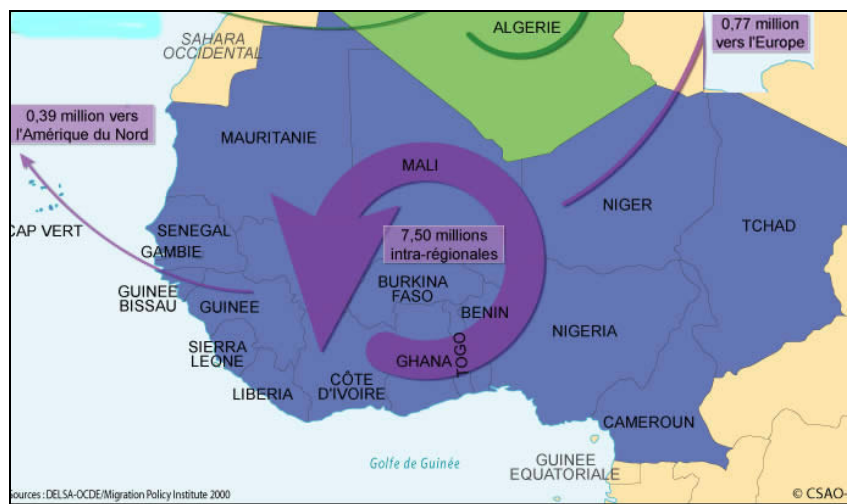 ALGERIE
0,77 million
vers l'Europe
SAHARA
OCCIDENTAL
0,39 million vers
l'Amérique du Nord
MAURITANIE
MALI
NIGER
TCHAD
CAP VERT
SENEGAL
GAMBIE
7,50 millions
intra-régionales
BURKINA
FASO
GUINEE
BISSAU
GUINEE
BENIN
NIGERIA
SIERRA
LEONE
GHANA
TOGO
LIBERIA
CÔTE
D'IVOIRE
CAMEROUN
Golfe de Guinée
GUINEE
EQUATORIALE
ources : DELSA-OCDE/Migration Policy Institute 2000
© CSAO